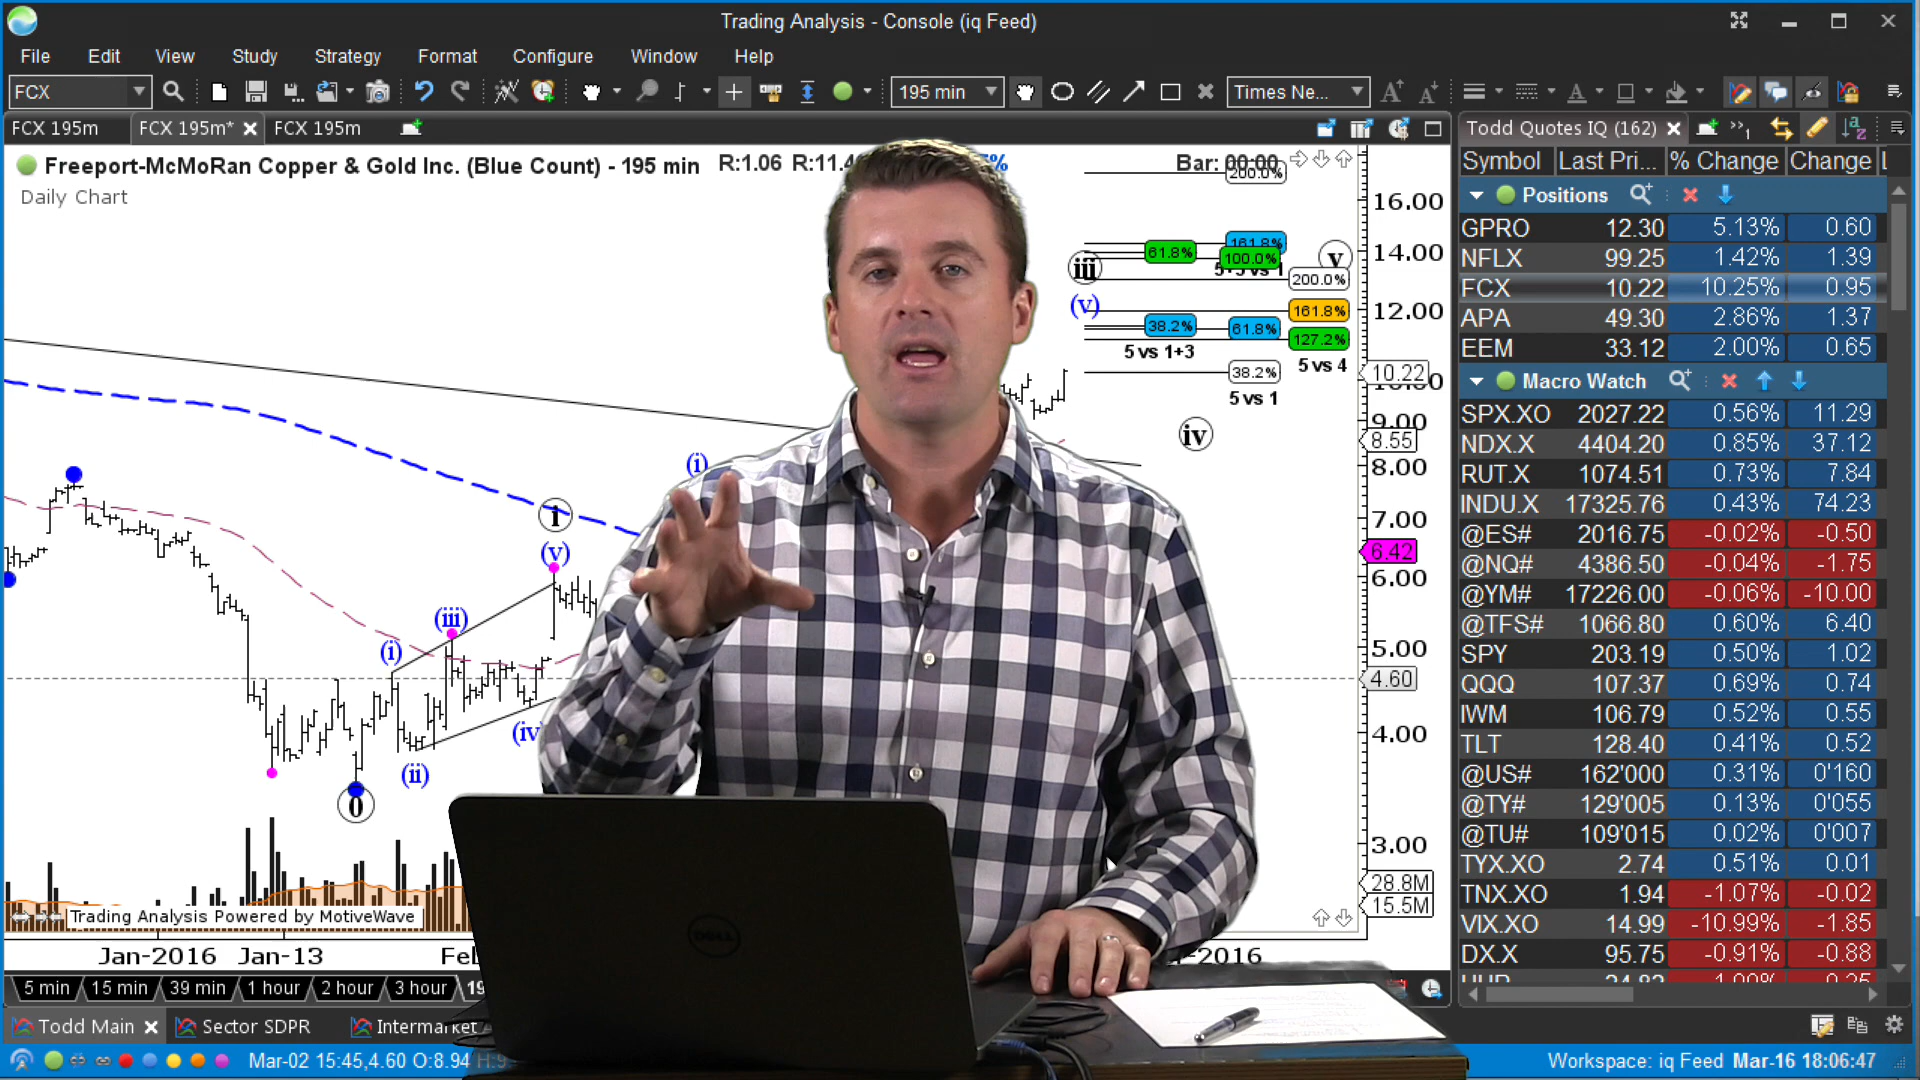 Trading Analysis - Console (iq Feed)
File Edit View Study Strategy Format Configure Window Help
FCX 195 min Times Ne...
FCX 195m FCX 195m* FCX 195m
Todd Quotes IQ (162)
Freeport-McMoRan Copper & Gold Inc. (Blue Count) - 195 min R:1.06 Bar: 00:00
Daily Chart
Symbol Last Pri... % Change Change
Positions
GPRO 12.30 5.13% 0.60
NFLX 99.25 1.42% 1.39
FCX 10.22 10.25% 0.95
APA 49.30 2.86% 1.37
EEM 33.12 2.00% 0.65
Macro Watch
SPX.XO 2027.22 0.56% 11.29
NDX.X 4404.20 0.85% 37.12
RUT.X 1074.51 0.73% 7.84
INDU.X 17325.76 0.43% 74.23
@ES# 2016.75 -0.02% -0.50
@NQ# 4386.50 -0.04% -1.75
@YM# 17226.00 -0.06% -10.00
@TFS# 1066.80 0.60% 6.40
SPY 203.19 0.50% 1.02
QQQ 107.37 0.69% 0.74
IWM 106.79 0.52% 0.55
TLT 128.40 0.41% 0.52
@US# 162'000 0.31% 0'160
@TY# 129'005 0.13% 0'055
@TU# 109'015 0.02% 0'007
TYX.XO 2.74 0.51% 0.01
TNX.XO 1.94 -1.07% -0.02
VIX.XO 14.99 -10.99% -1.85
DX.X 95.75 -0.91% -0.88
200.0%
16.00
161.8%
61.8% 100.0% v 14.00
iii 200.0%
(v) 161.8% 12.00
38.2% 61.8% 127.2%
5 vs 1+3 5 vs 4
38.2% 10.22
5 vs 1
9.00
iv 8.55
(i) 8.00
i 7.00
(v) 6.42
6.00
(iii)
(i) 5.00
4.60
(iv
4.00
(ii)
0
3.00
28.8M
15.5M
Trading Analysis Powered by MotiveWave
Jan-2016 Jan-13
5 min 15 min 39 min 1 hour 2 hour 3 hour
Todd Main Sector SDPR Intermarket
DELL
Mar-02 15:45,4.60 O:8.94
Workspace: iq Feed Mar-16 18:06:47